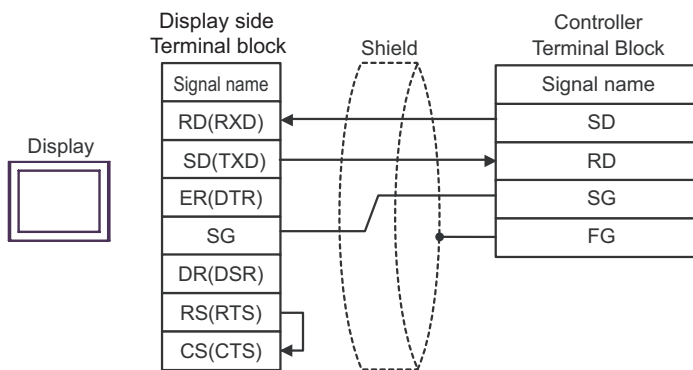 Display side
Terminal block
Shield
Controller
Terminal Block
Display
Signal name
RD(RXD)
SD(TXD)
ER(DTR)
SG
DR(DSR)
RS(RTS)
CS(CTS)
Signal name
SD
RD
SG
FG